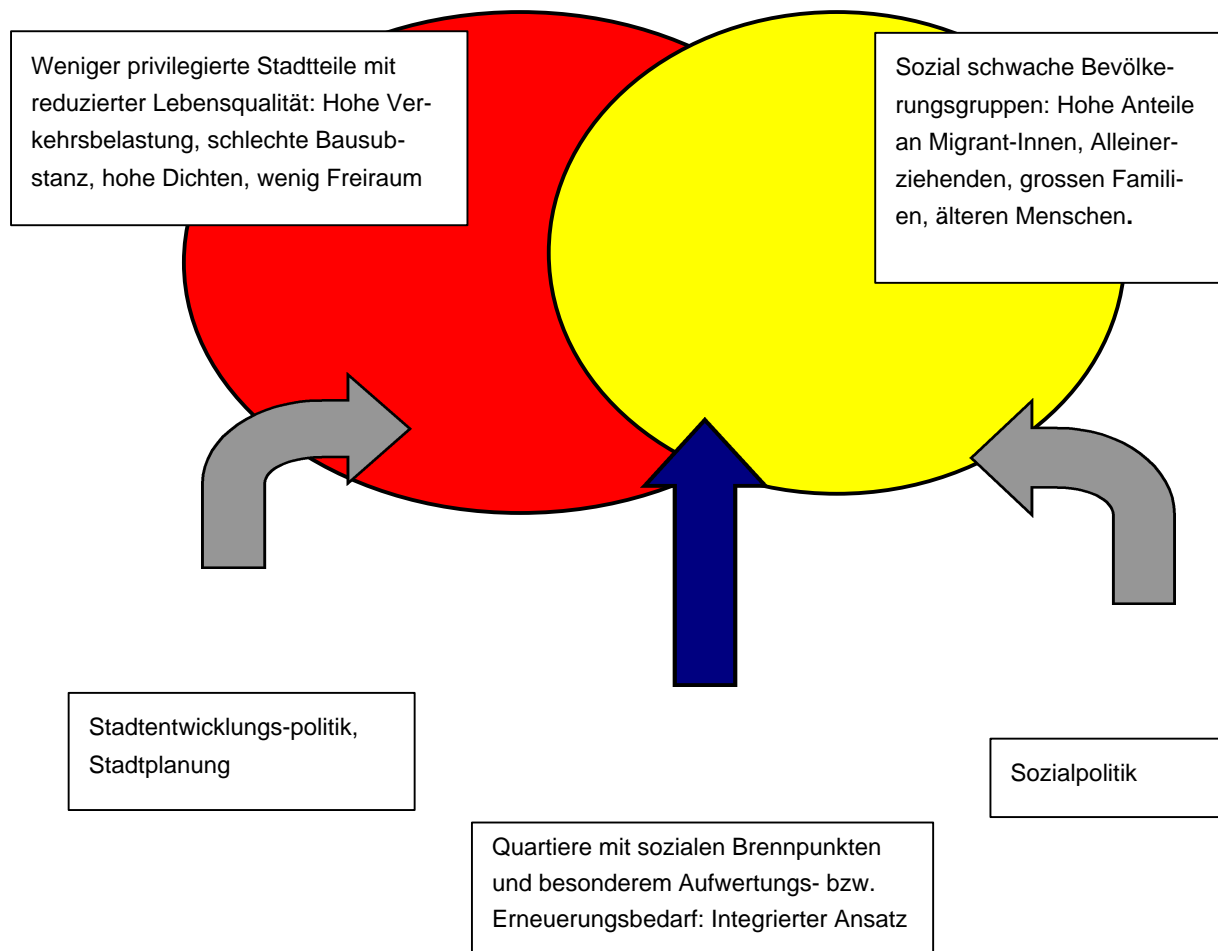 Weniger privilegierte Stadtteile mit
reduzierter Lebensqualität: Hohe Ver-
kehrsbelastung, schlechte Bausub-
stanz, hohe Dichten, wenig Freiraum
Sozial schwache Bevölke-
rungsgruppen: Hohe Anteile
an Migrant-Innen, Alleiner-
ziehenden, grossen Famili-
en, älteren Menschen.
Stadtentwicklungs-politik,
Stadtplanung
Sozialpolitik
Quartiere mit sozialen Brennpunkten
und besonderem Aufwertungs- bzw.
Erneuerungsbedarf: Integrierter Ansatz